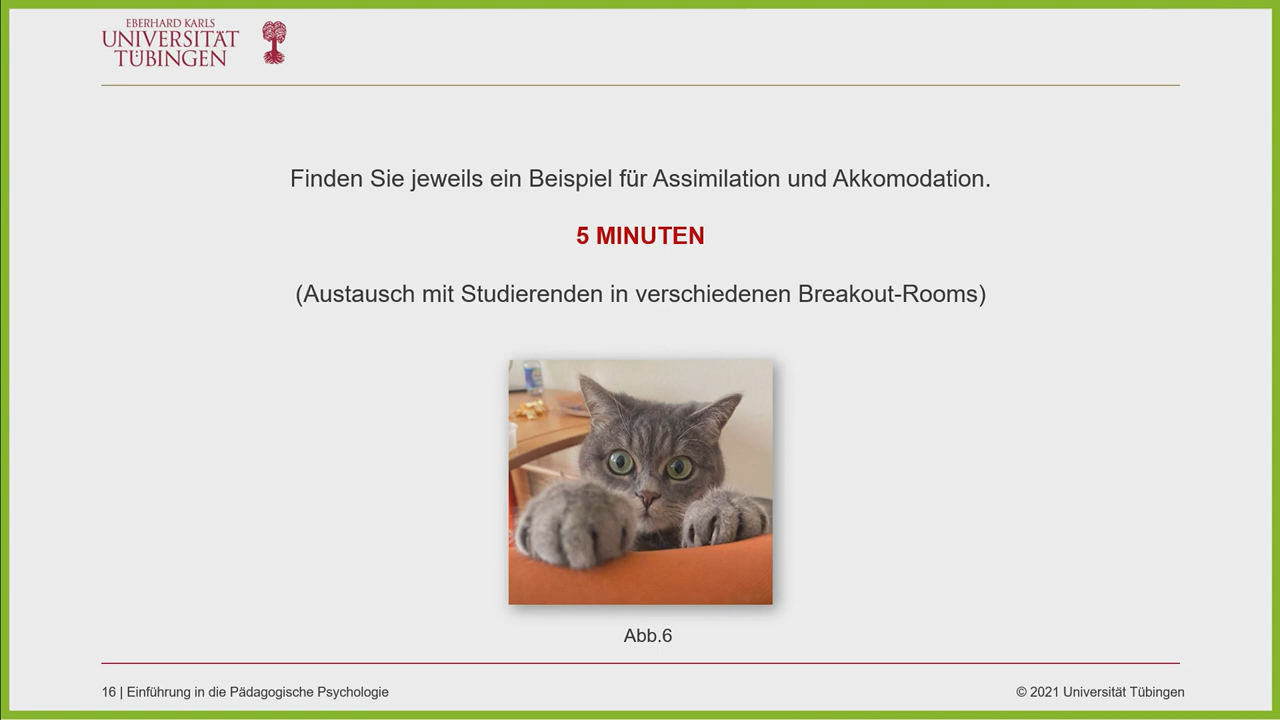 EBERHARD KARLS
UNIVERSITÄT
TÜBINGEN
Finden Sie jeweils ein Beispiel für Assimilation und Akkomodation.
5 MINUTEN
(Austausch mit Studierenden in verschiedenen Breakout-Rooms)
Abb.6
16 | Einführung in die Pädagogische Psychologie
© 2021 Universität Tübingen